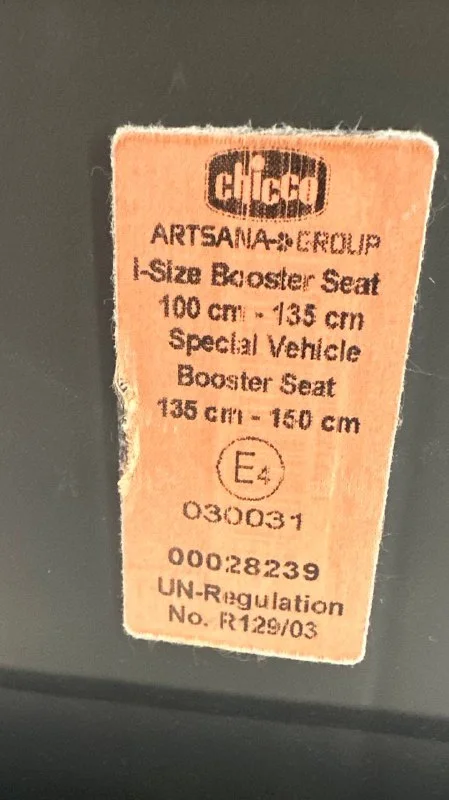 chicco
ARTSANA GROUP
i-Size Booster Seat
100 cm - 135 cm
Special Vehicle
Booster Seat
135 cm - 150 cm
E4
030031
00028239
UN-Regulation
No. R129/03